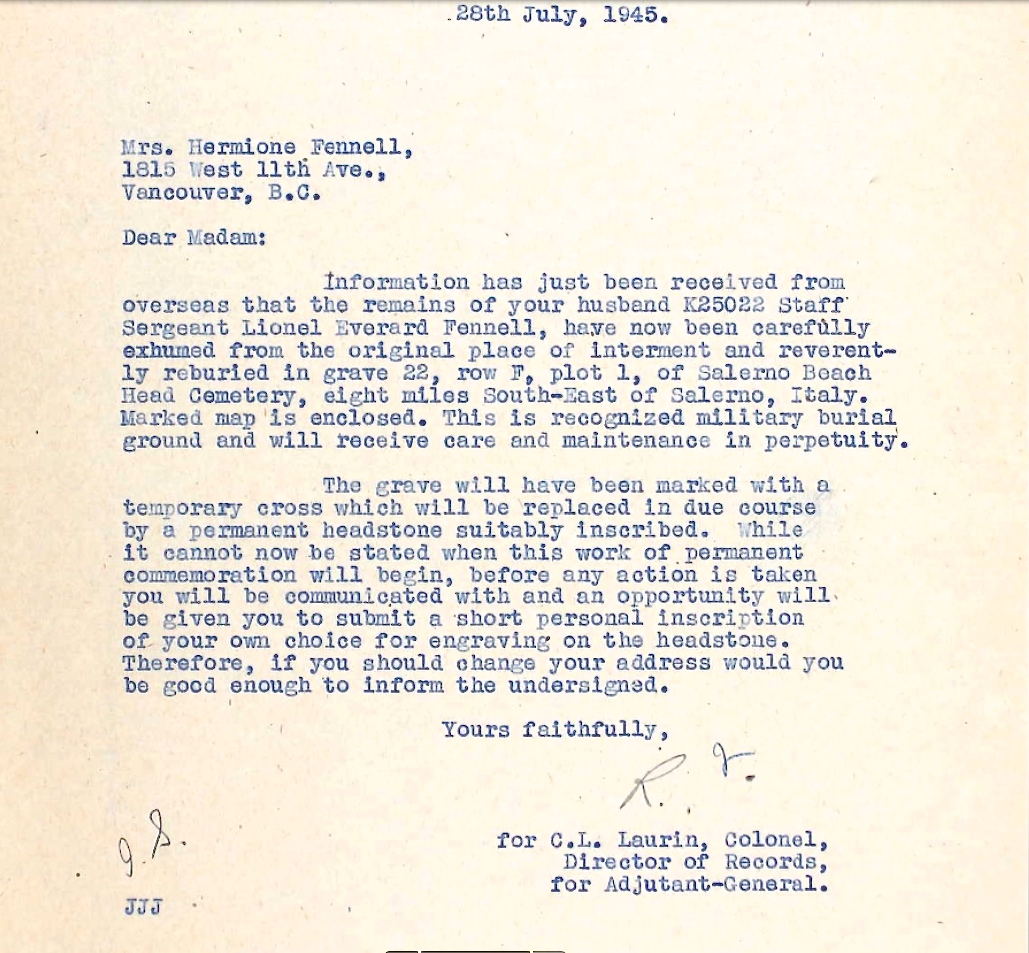 28th July, 1945.
Mrs. Hermione Fennell,
1815 West 11th Ave.,
Vancouver, B.C.
Dear Madam:
Information has just been received from
overseas that the remains of your husband K25022 Staff
Sergeant Lionel Everard Fennell, have now been carefully
exhumed from the original place of interment and reverent-
ly reburied in grave 22, row F, plot 1, of Salerno Beach
Head Cemetery, eight miles South-East of Salerno, Italy.
Marked map is enclosed. This is recognized military burial
ground and will receive care and maintenance in perpetuity.
The grave will have been marked with a
temporary cross which will be replaced in due course
by a permanent headstone suitably inscribed. While
it cannot now be stated when this work of permanent
commemoration will begin, before any action is taken
you will be communicated with and an opportunity will
be given you to submit a short personal inscription
of your own choice for engraving on the headstone.
Therefore, if you should change your address would you
be good enough to inform the undersigned.
Yours faithfully,
R.
J.S.
for C.L. Laurin, Colonel,
Director of Records,
for Adjutant-General.
JJJ